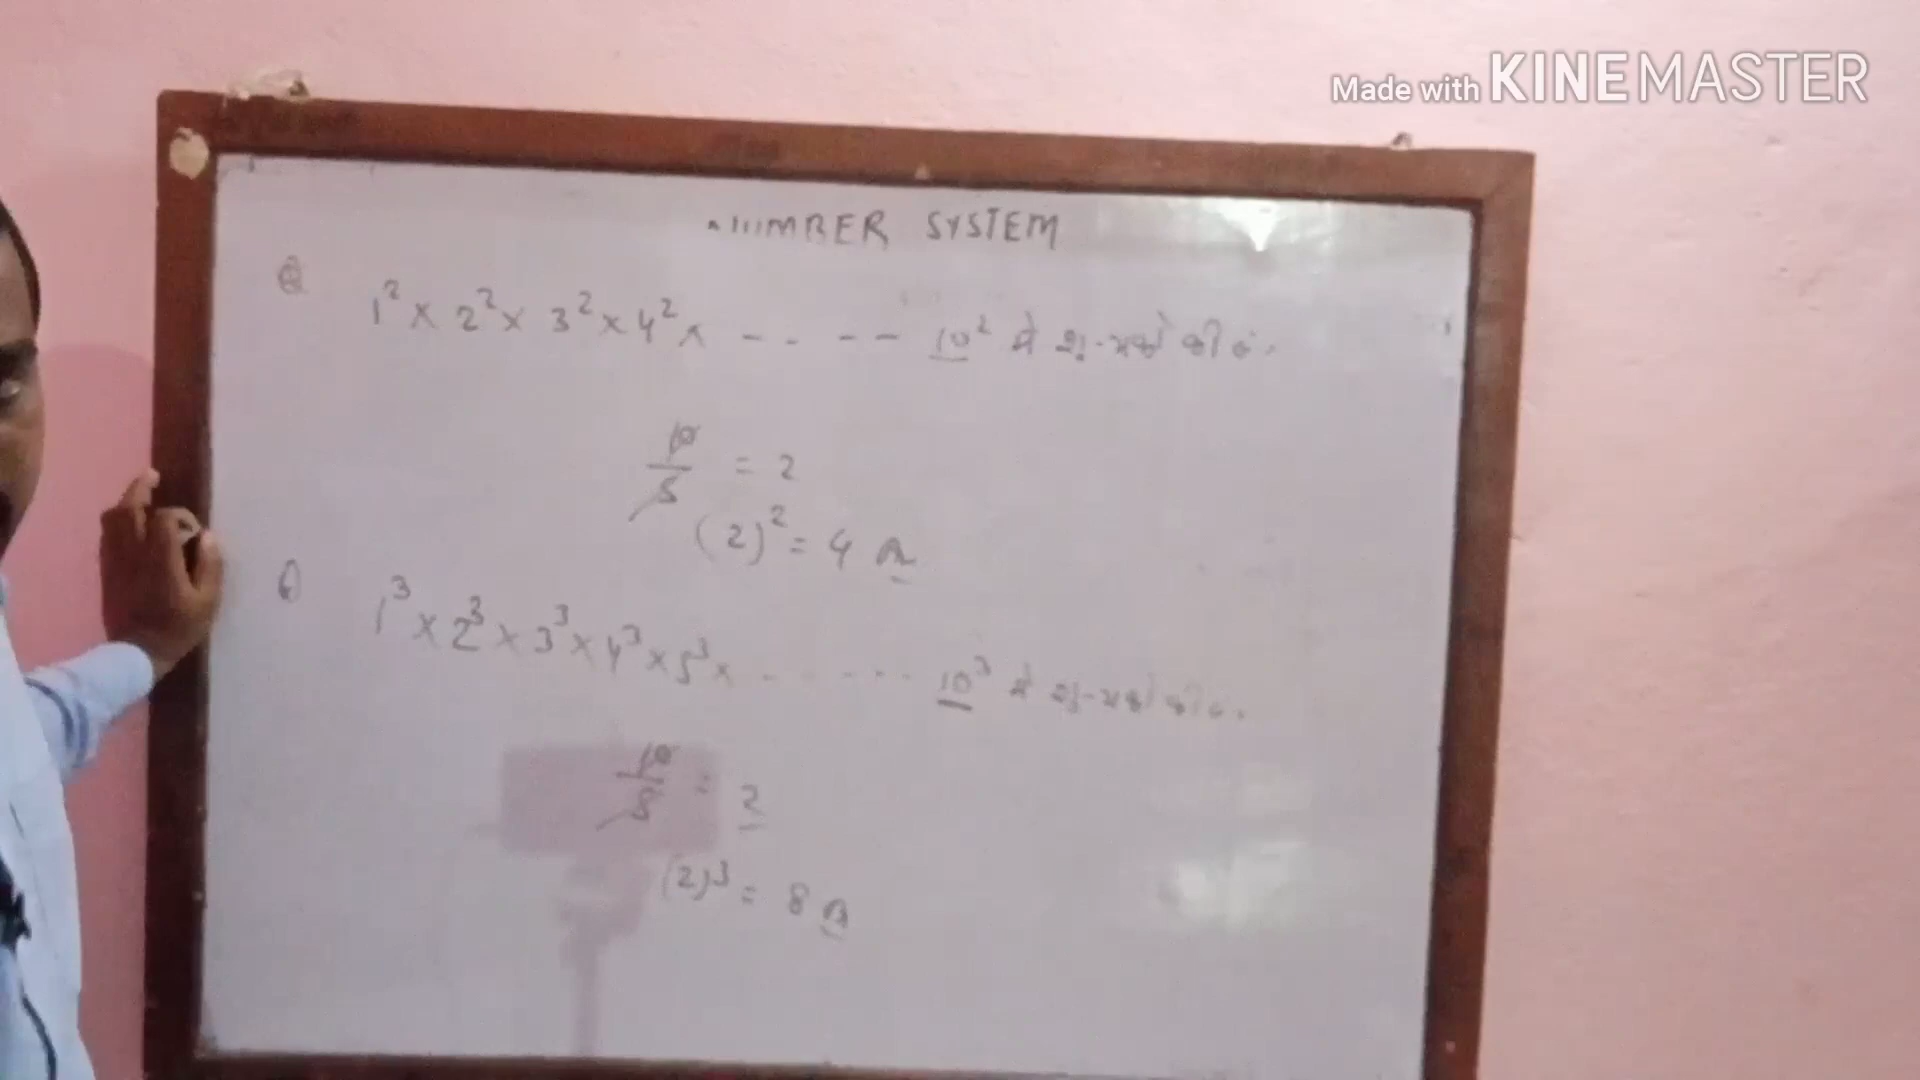 Made with KINEMASTER
NUMBER SYSTEM
Q 1² × 2² × 3² × 4² × - - - - 10² में शून्यों की सं.
10/5 = 2
(2)² = 4
1³ × 2³ × 3³ × 4³ × 5³ × - - - - - 10³ में शून्यों की सं.
10/5 = 2
(2)³ = 8